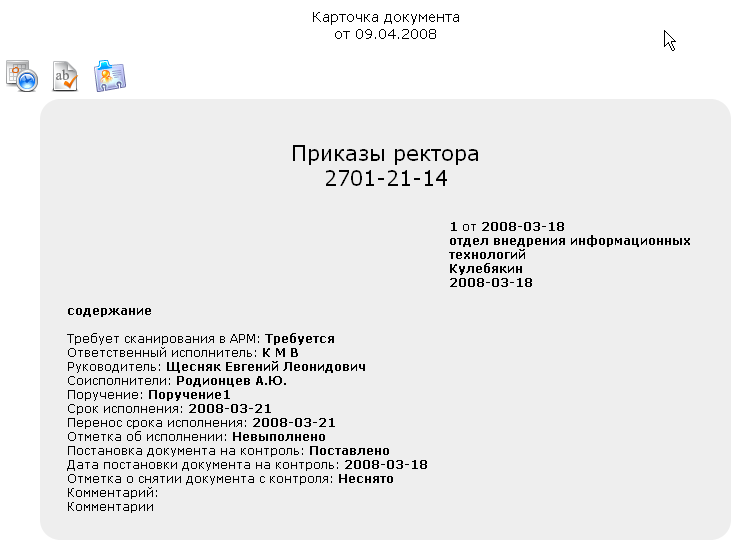 Карточка документа
от 09.04.2008
ab
Приказы ректора
2701-21-14
1 от 2008-03-18
отдел внедрения информационных
технологий
Кулебякин
2008-03-18
содержание
Требует сканирования в АРМ: Требуется
Ответственный исполнитель: К М В
Руководитель: Щесняк Евгений Леонидович
Соисполнители: Родионцев А.Ю.
Поручение: Поручение1
Срок исполнения: 2008-03-21
Перенос срока исполнения: 2008-03-21
Отметка об исполнении: Невыполнено
Постановка документа на контроль: Поставлено
Дата постановки документа на контроль: 2008-03-18
Отметка о снятии документа с контроля: Неснято
Комментарий:
Комментарии